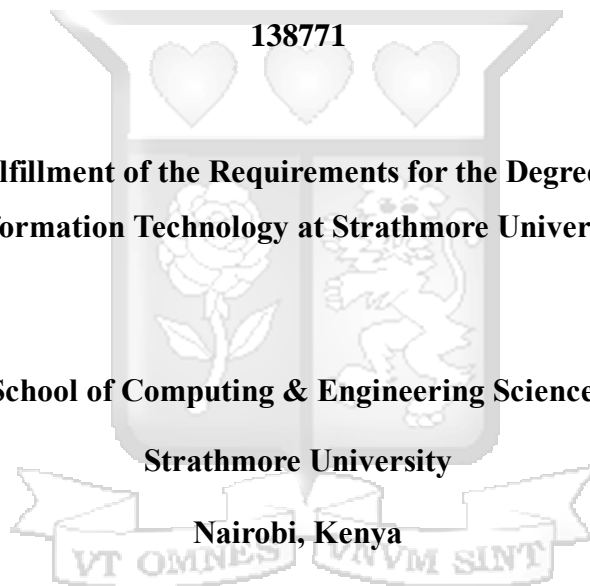 138771
lfillment of the Requirements for the Degree
formation Technology at Strathmore Univer
School of Computing & Engineering Science
Strathmore University
Nairobi, Kenya
VT OMNES VNVM SINT